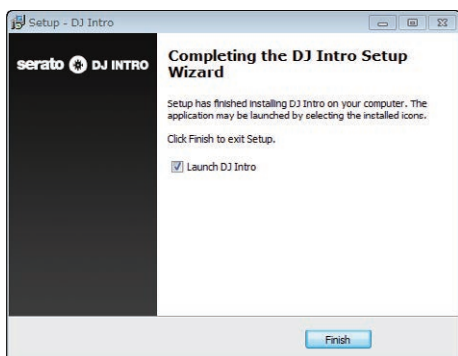 Setup - DJ Intro
serato DJ INTRO
Completing the DJ Intro Setup
Wizard
Setup has finished installing DJ Intro on your computer. The
application may be launched by selecting the installed icons.
Click Finish to exit Setup.
Launch DJ Intro
Finish